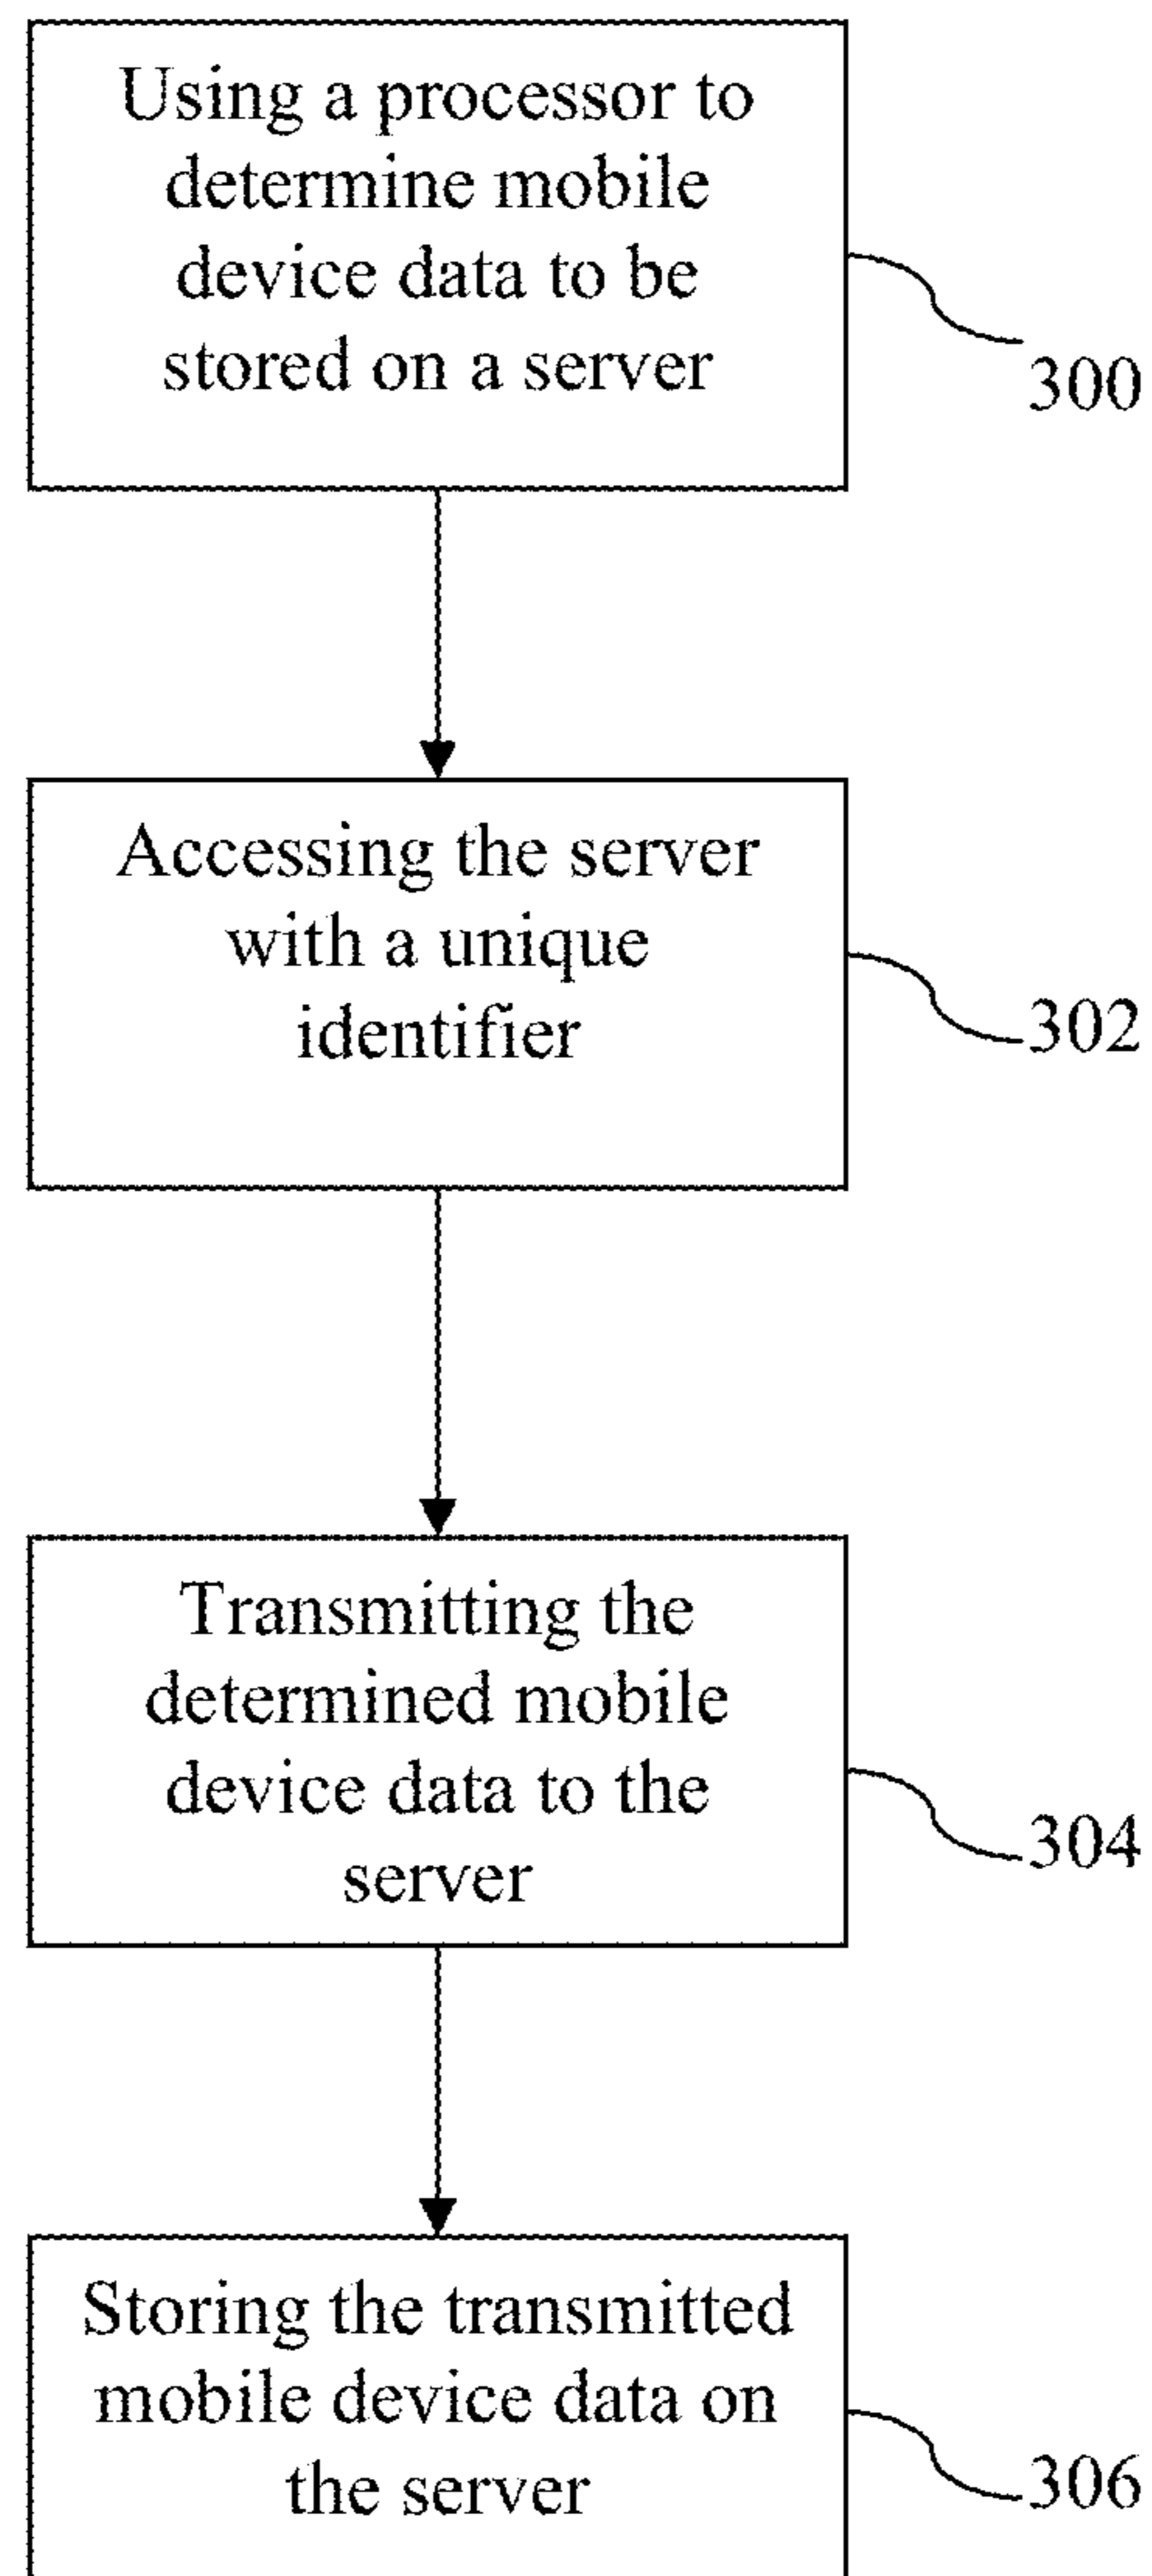 Using a processor to
determine mobile
device data to be
stored on a server
300
Accessing the server
with a unique
identifier
302
Transmitting the
determined mobile
device data to the
server
304
Storing the transmitted
mobile device data on
the server
306